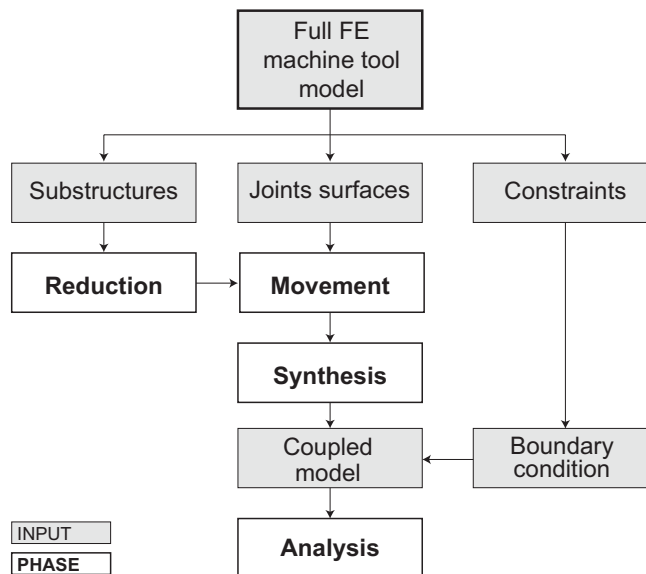 Full FE
machine tool
model
Substructures
Joints surfaces
Constraints
Reduction
Movement
Synthesis
Coupled
model
Boundary
condition
Analysis
INPUT
PHASE